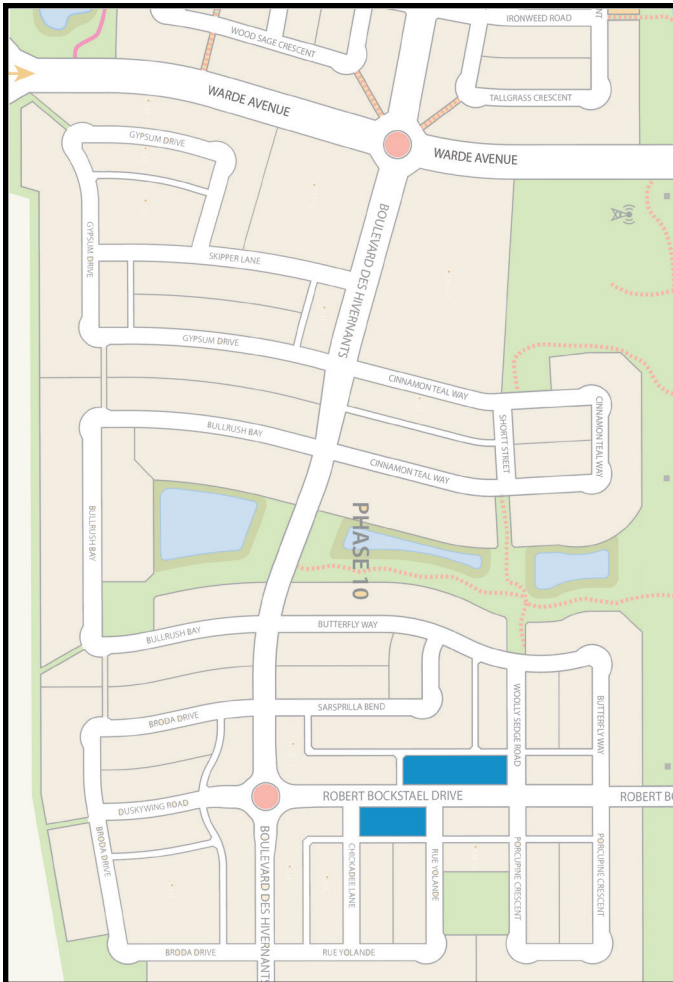 IRONWEED ROAD
NT
WOOD SAGE CRESCENT
WARDE AVENUE
TALLGRASS CRESCENT
GYPSUM DRIVE
WARDE AVENUE
GYPSUM DRIVE
SKIPPER LANE
BOULEVARD DES HIVERNANTS
GYPSUM DRIVE
CINNAMON TEAL WAY
CINNAMON TEAL WAY
SHORTT STREET
BULLRUSH BAY
CINNAMON TEAL WAY
BULLRUSH BAY
PHASE 10
BULLRUSH BAY
BUTTERFLY WAY
WOOLLY SEDGE ROAD
BUTTERFLY WAY
SARSPRILLA BEND
BRODA DRIVE
ROBERT BOCKSTAEL DRIVE
ROBERT BO
DUSKYWING ROAD
BRODA DRIVE
BOULEVARD DES HIVERNANTS
CHICKADEE LANE
RUE YOLANDE
PORCUPINE CRESCENT
PORCUPINE CRESCENT
BRODA DRIVE
RUE YOLANDE